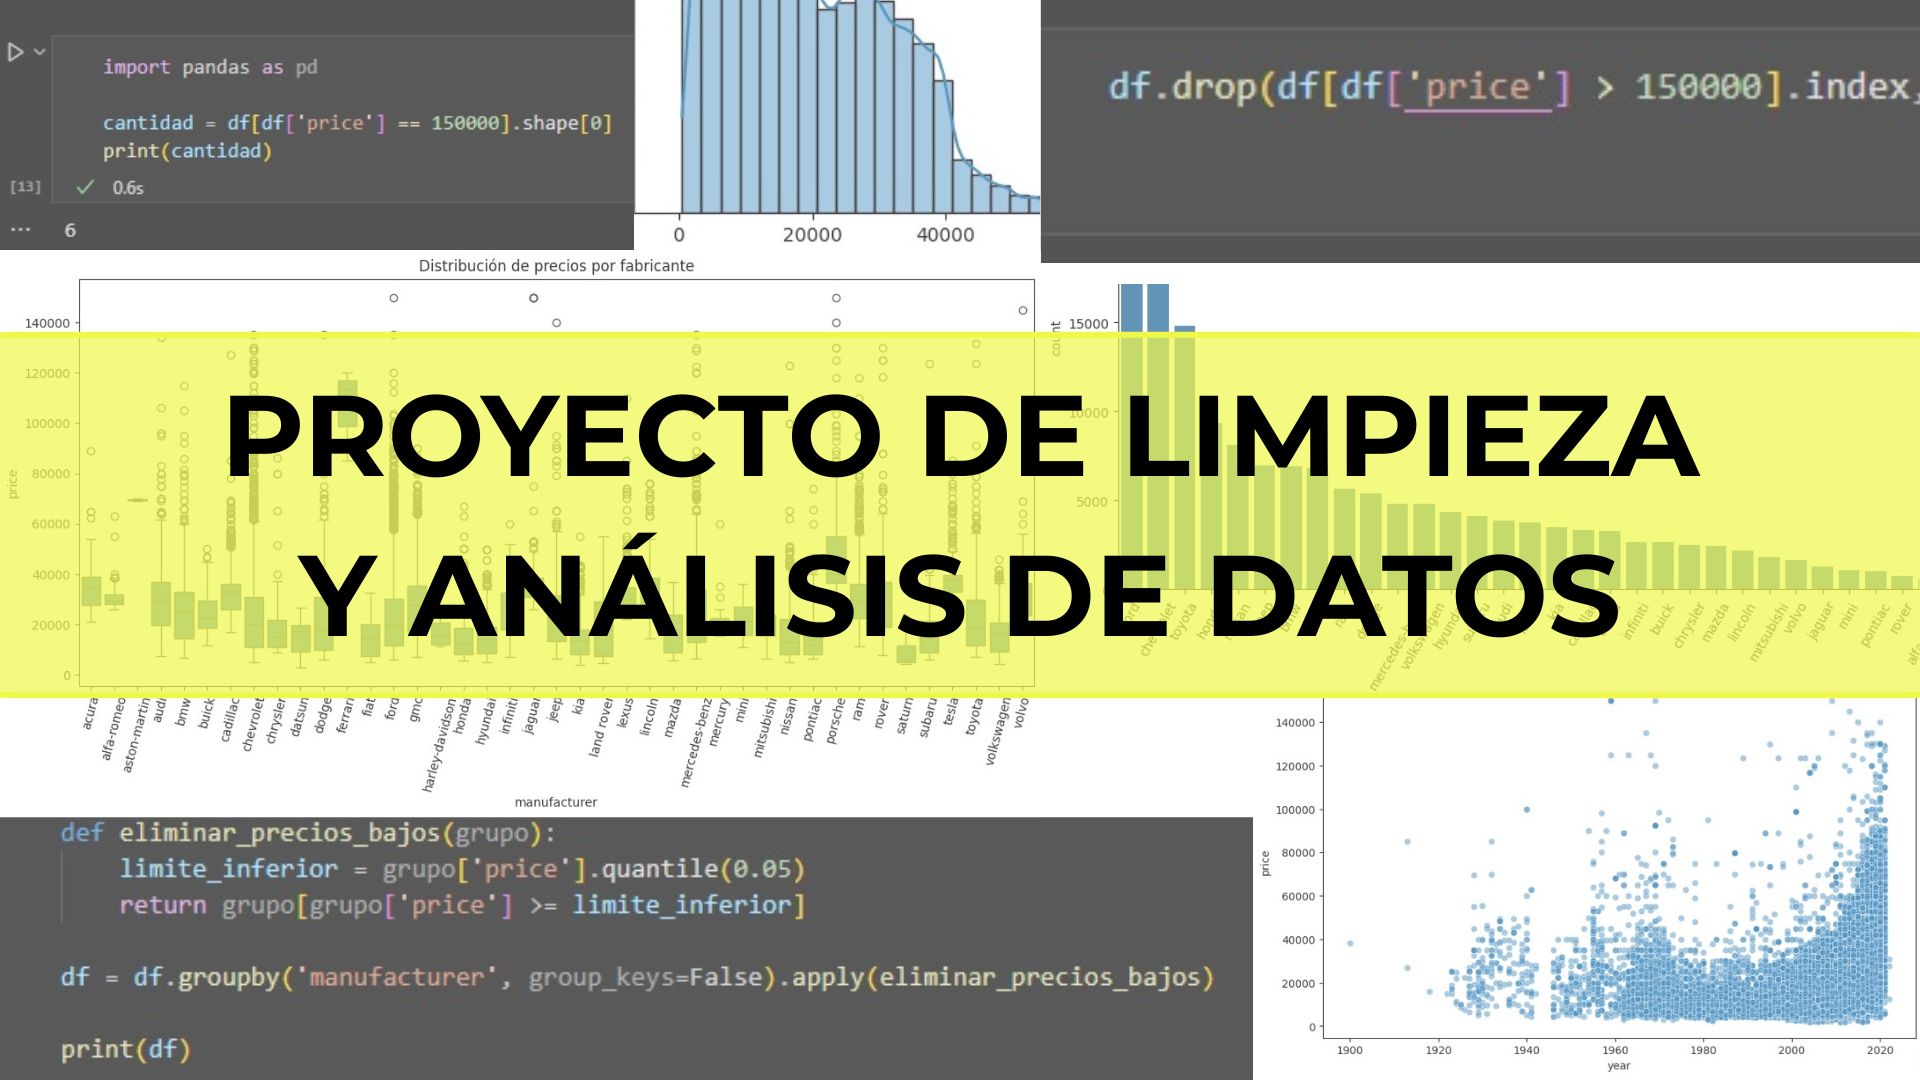 import pandas as pd
cantidad = df[df['price'] == 150000].shape[0]
print(cantidad)
[13]
0.6s
...
6
0
20000
40000
df.drop(df[df['price'] > 150000].index,
Distribución de precios por fabricante
price
140000
120000
100000
80000
60000
40000
20000
0
acura
alfa-romeo
aston-martin
audi
bmw
buick
cadillac
chevrolet
chrysler
datsun
dodge
ferrari
fiat
ford
gmc
harley-davidson
honda
hyundai
infiniti
jaguar
jeep
kia
land rover
lexus
lincoln
mazda
mercedes-benz
mercury
mini
mitsubishi
nissan
pontiac
porsche
ram
rover
saturn
subaru
tesla
toyota
volkswagen
volvo
manufacturer
count
15000
10000
5000
toyota
infiniti
buick
chrysler
mazda
lincoln
mitsubishi
volvo
jaguar
mini
pontiac
rover
PROYECTO DE LIMPIEZA
Y ANÁLISIS DE DATOS
def eliminar_precios_bajos(grupo):
limite_inferior = grupo['price'].quantile(0.05)
return grupo[grupo['price'] >= limite_inferior]
df = df.groupby('manufacturer', group_keys=False).apply(eliminar_precios_bajos)
print(df)
price
140000
120000
100000
80000
60000
40000
20000
0
1900
1920
1940
1960
1980
2000
2020
year